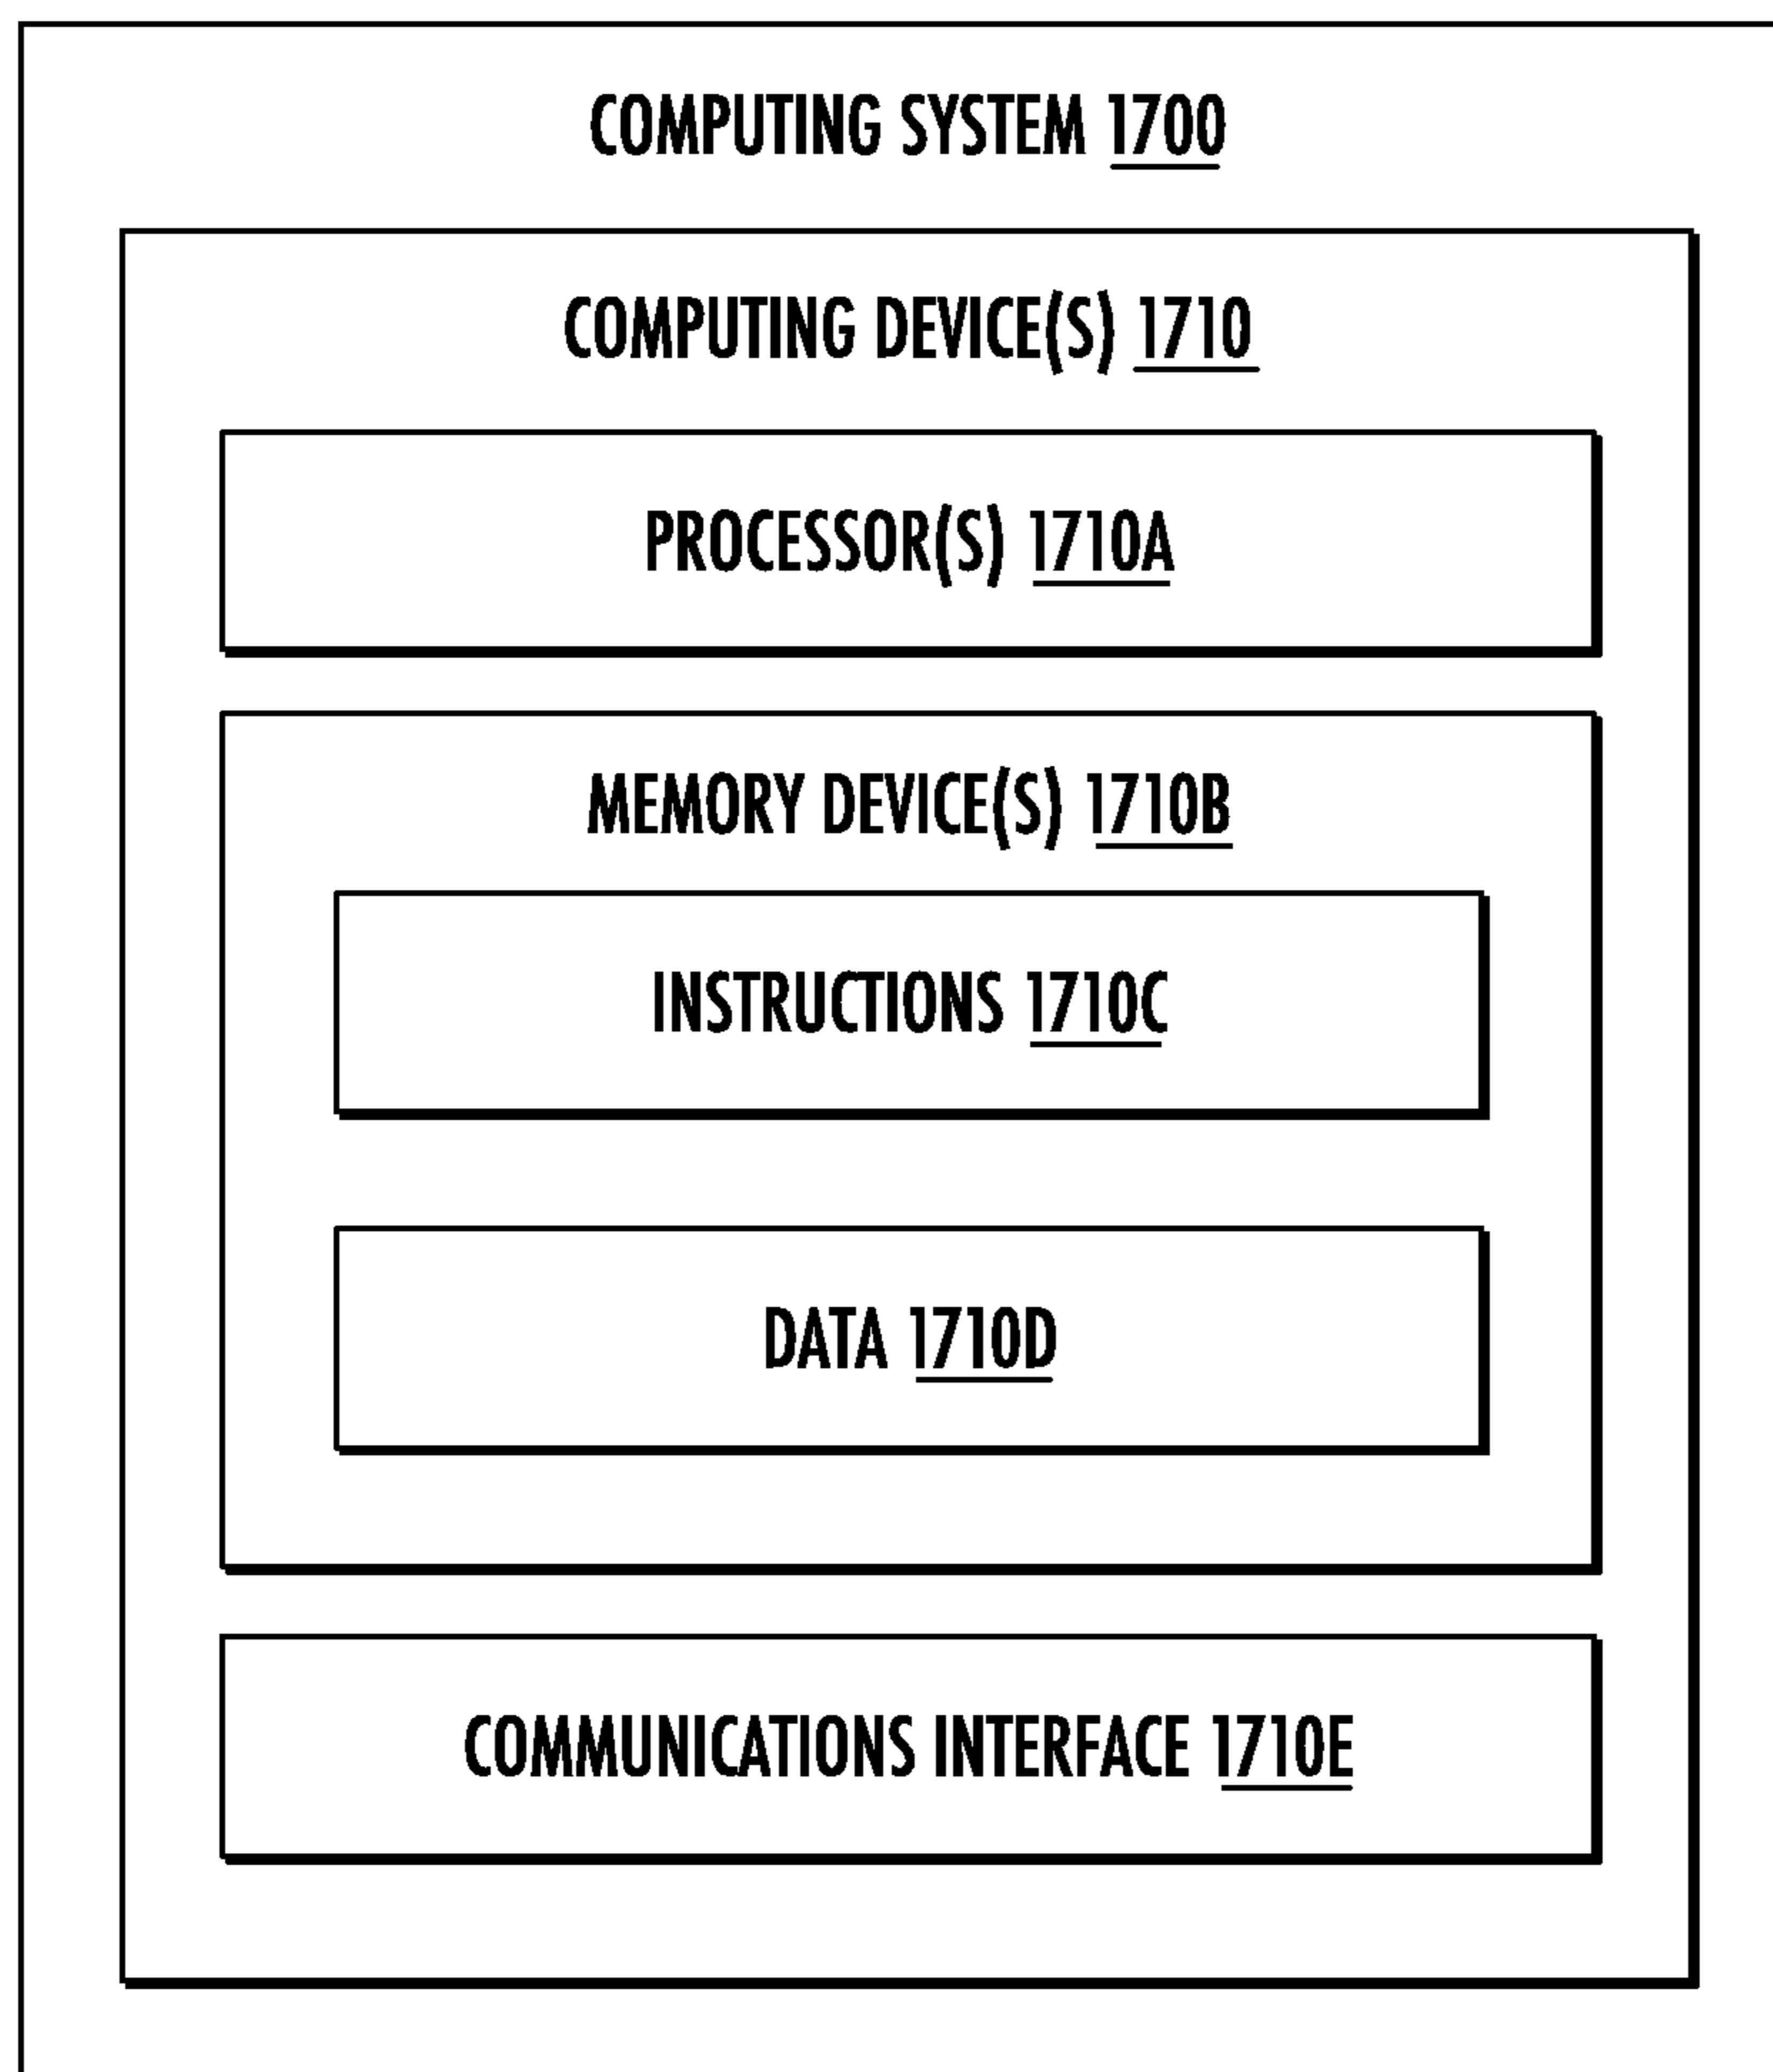 COMPUTING SYSTEM 1700
COMPUTING DEVICE(S) 1710
PROCESSOR(S) 1710A
MEMORY DEVICE(S) 1710B
INSTRUCTIONS 1710C
DATA 1710D
COMMUNICATIONS INTERFACE 1710E